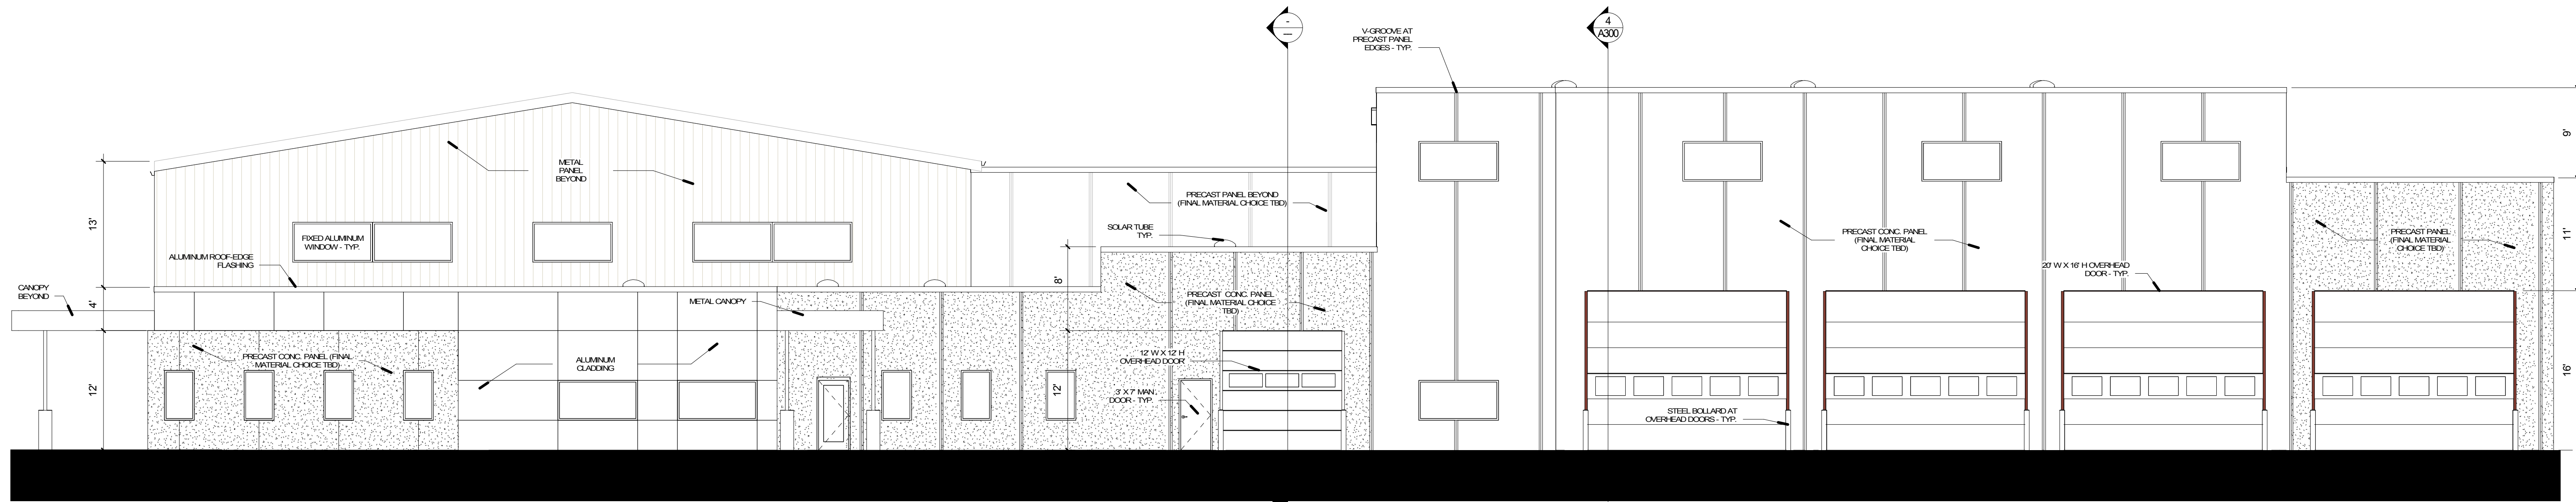 -
—
4
A300
V-GROOVE AT
PRECAST PANEL
EDGES - TYP.
METAL
PANEL
BEYOND
PRECAST PANEL BEYOND
(FINAL MATERIAL CHOICE TBD)
SOLAR TUBE
TYP.
FIXED ALUMINUM
WINDOW - TYP.
ALUMINUM ROOF-EDGE
FLASHING
CANOPY
BEYOND
13'
4'
12'
METAL CANOPY
PRECAST CONC. PANEL (FINAL
MATERIAL CHOICE TBD)
ALUMINUM
CLADDING
8'
12'
PRECAST CONC. PANEL
(FINAL MATERIAL CHOICE
TBD)
12' W X 12' H
OVERHEAD DOOR
3' X 7' MAN
DOOR - TYP.
PRECAST CONC. PANEL
(FINAL MATERIAL
CHOICE TBD)
20' W X 16' H OVERHEAD
DOOR - TYP.
STEEL BOLLARD AT
OVERHEAD DOORS - TYP.
PRECAST PANEL
(FINAL MATERIAL
CHOICE TBD)
9'
11'
16'